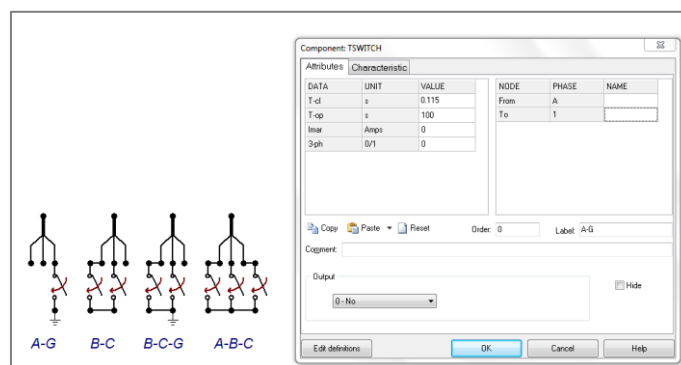 Component: TSWITCH
Attributes Characteristic
DATA UNIT VALUE
T-cl s 0.115
T-op s 100
Imar Amps 0
3-ph 0/1 0
NODE PHASE NAME
From A
To 1
Copy Paste Reset Order: 0 Label: A-G
Comment:
Output
0 - No
Hide
Edit definitions OK Cancel Help
A-G B-C B-C-G A-B-C